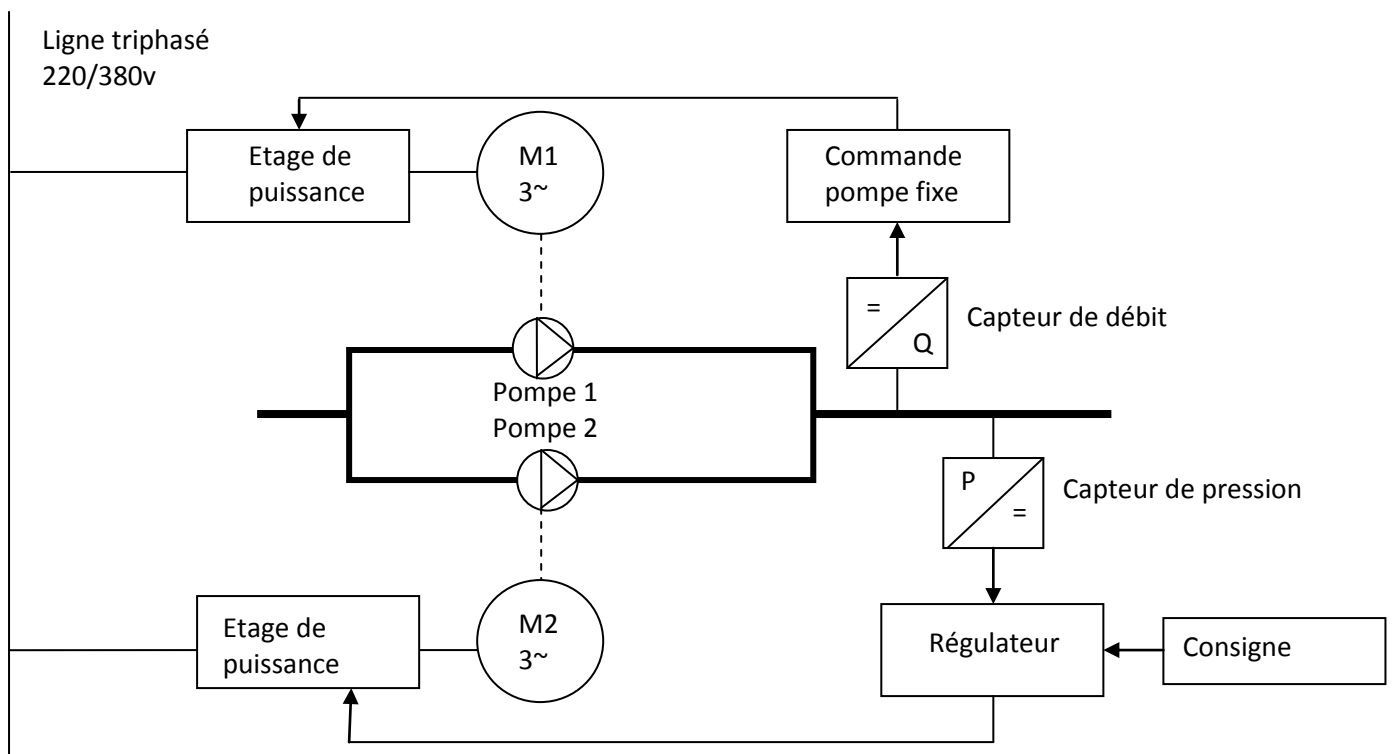 Ligne triphasé
220/380v
Etage de
puissance
M1
3~
Commande
pompe fixe
=
Q
Capteur de débit
Pompe 1
Pompe 2
P
=
Capteur de pression
Etage de
puissance
M2
3~
Régulateur
Consigne